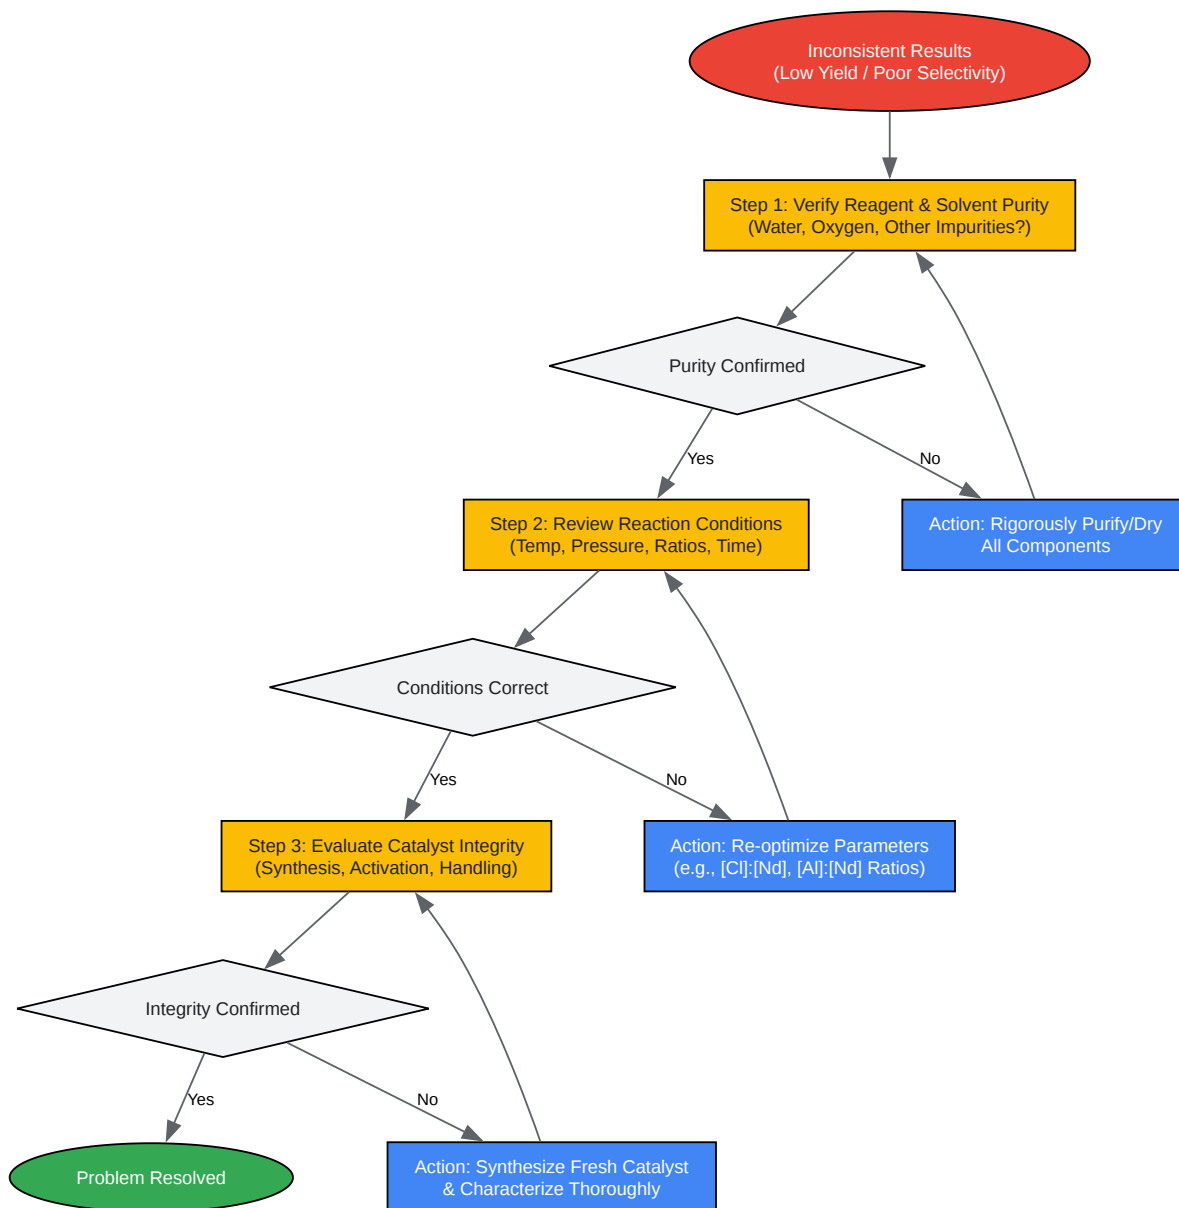 Inconsistent Results
(Low Yield / Poor Selectivity)
Step 1: Verify Reagent & Solvent Purity
(Water, Oxygen, Other Impurities?)
Purity Confirmed
Yes
No
Step 2: Review Reaction Conditions
(Temp, Pressure, Ratios, Time)
Action: Rigorously Purify/Dry
All Components
Conditions Correct
Yes
No
Step 3: Evaluate Catalyst Integrity
(Synthesis, Activation, Handling)
Action: Re-optimize Parameters
(e.g., [Cl]:[Nd], [Al]:[Nd] Ratios)
Integrity Confirmed
Yes
No
Problem Resolved
Action: Synthesize Fresh Catalyst
& Characterize Thoroughly